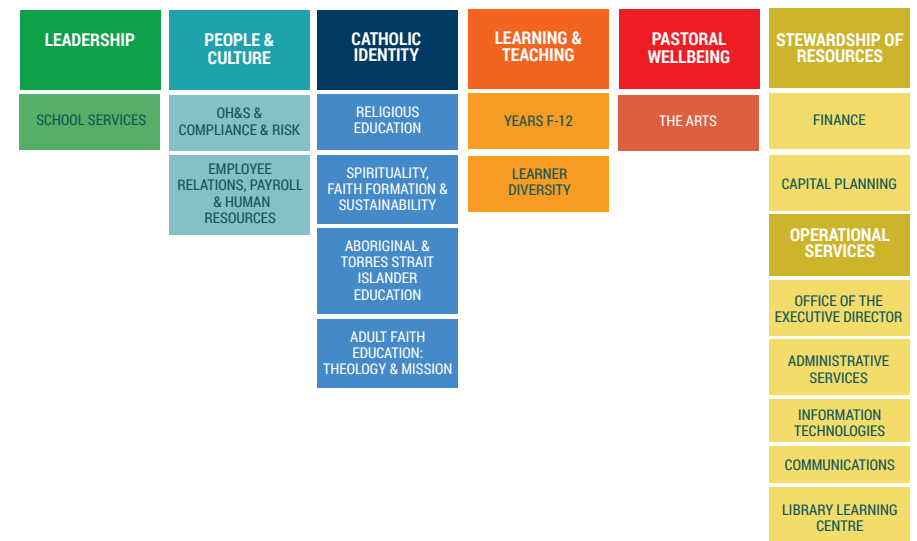 LEADERSHIP
SCHOOL SERVICES
PEOPLE &
CULTURE
OH&S &
COMPLIANCE & RISK
EMPLOYEE
RELATIONS, PAYROLL
& HUMAN
RESOURCES
CATHOLIC
IDENTITY
RELIGIOUS
EDUCATION
SPIRITUALITY,
FAITH FORMATION &
SUSTAINABILITY
ABORIGINAL &
TORRES STRAIT
ISLANDER
EDUCATION
ADULT FAITH
EDUCATION:
THEOLOGY & MISSION
LEARNING &
TEACHING
YEARS F-12
LEARNER
DIVERSITY
PASTORAL
WELLBEING
THE ARTS
STEWARDSHIP OF
RESOURCES
FINANCE
CAPITAL PLANNING
OPERATIONAL
SERVICES
OFFICE OF THE
EXECUTIVE DIRECTOR
ADMINISTRATIVE
SERVICES
INFORMATION
TECHNOLOGIES
COMMUNICATIONS
LIBRARY LEARNING
CENTRE